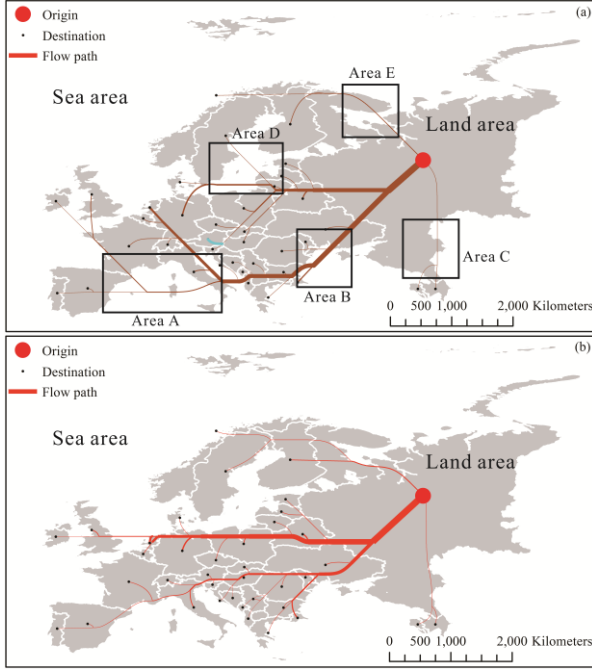 (a)
Origin
Destination
Flow path
Area E
Sea area
Land area
Area D
Area C
Area B
Area A
0 500 1,000 2,000 Kilometers
(b)
Origin
Destination
Flow path
Sea area
Land area
0 500 1,000 2,000 Kilometers